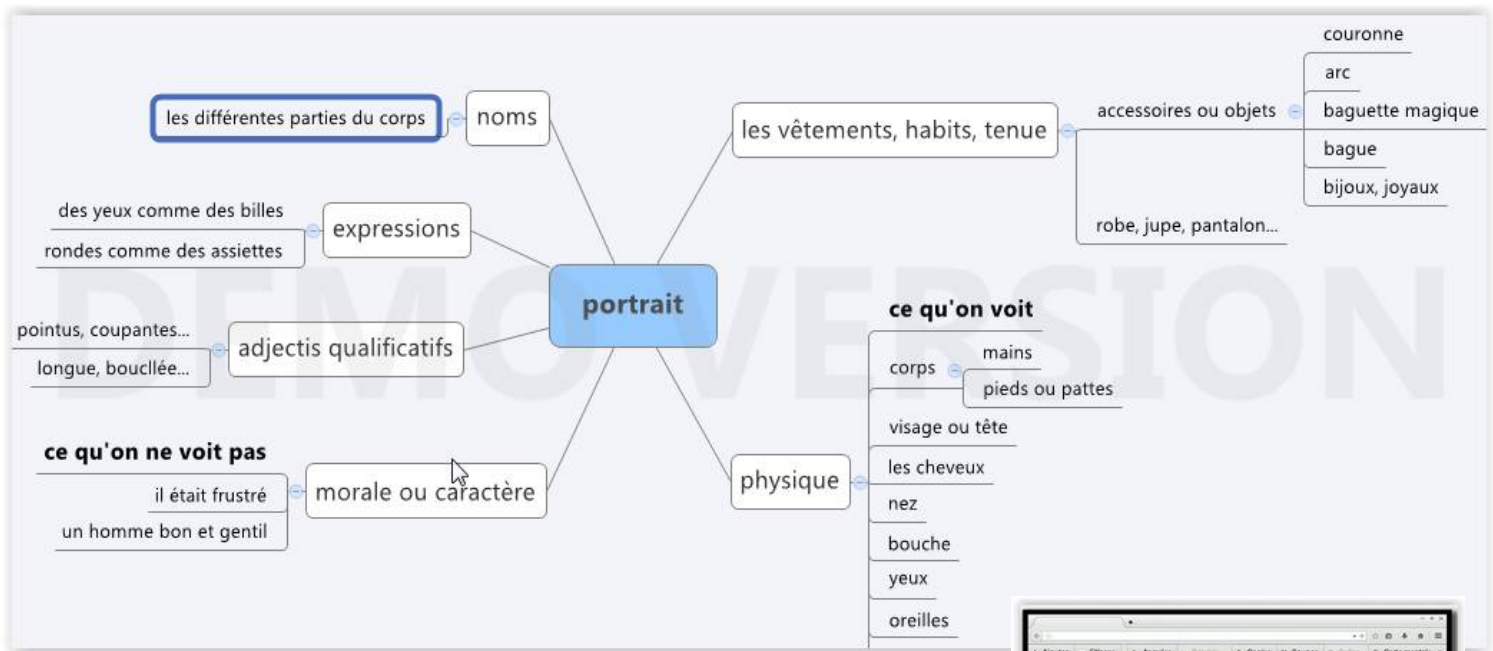 portrait
noms
les différentes parties du corps
expressions
des yeux comme des billes
rondes comme des assiettes
adjectis qualificatifs
pointus, coupantes...
longue, boucllée...
morale ou caractère
ce qu'on ne voit pas
il était frustré
un homme bon et gentil
les vêtements, habits, tenue
accessoires ou objets
couronne
arc
baguette magique
bague
bijoux, joyaux
robe, jupe, pantalon...
physique
ce qu'on voit
corps
mains
pieds ou pattes
visage ou tête
les cheveux
nez
bouche
yeux
oreilles
DEMO VERSION